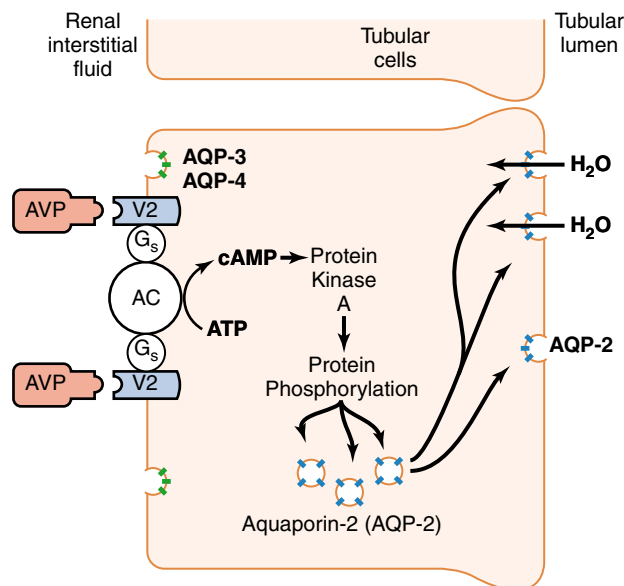 Renal
interstitial
fluid
Tubular
cells
Tubular
lumen
AQP-3
AQP-4
H₂O
AVP
V2
Gₛ
H₂O
cAMP
Protein
Kinase
A
AC
ATP
Gₛ
AQP-2
AVP
V2
Protein
Phosphorylation
Aquaporin-2 (AQP-2)